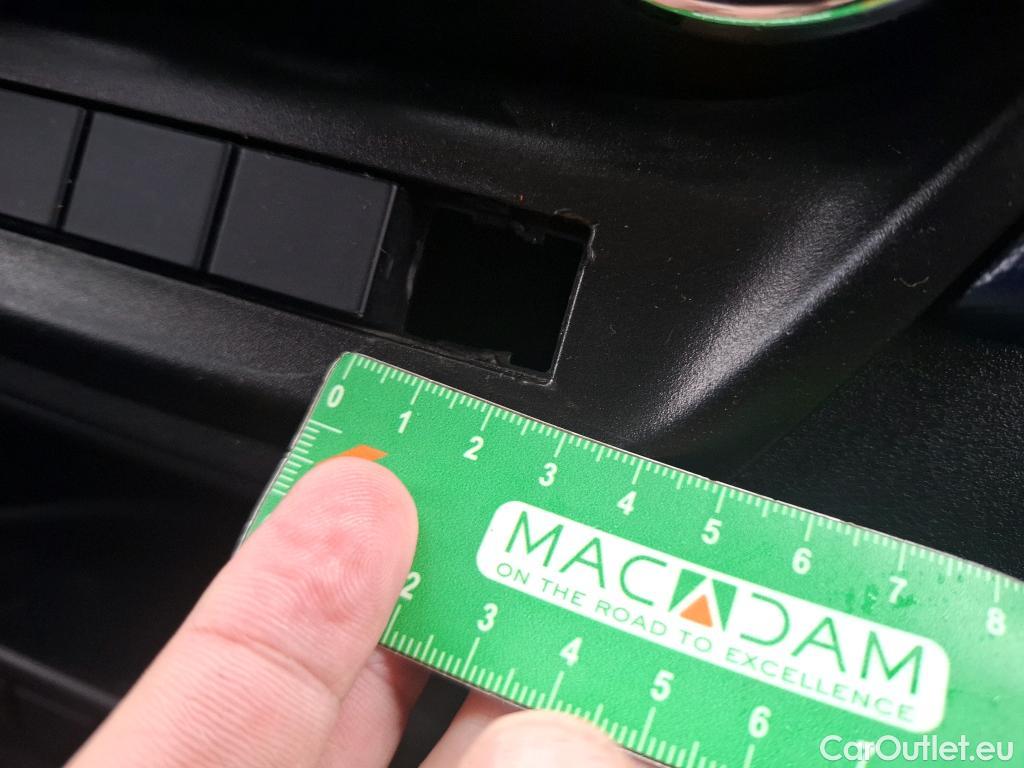 0 1 2 3 4 5 6 7 8
MACADAM
ON THE ROAD TO EXCELLENCE
2 3 4 5 6 7
CarOutlet.eu